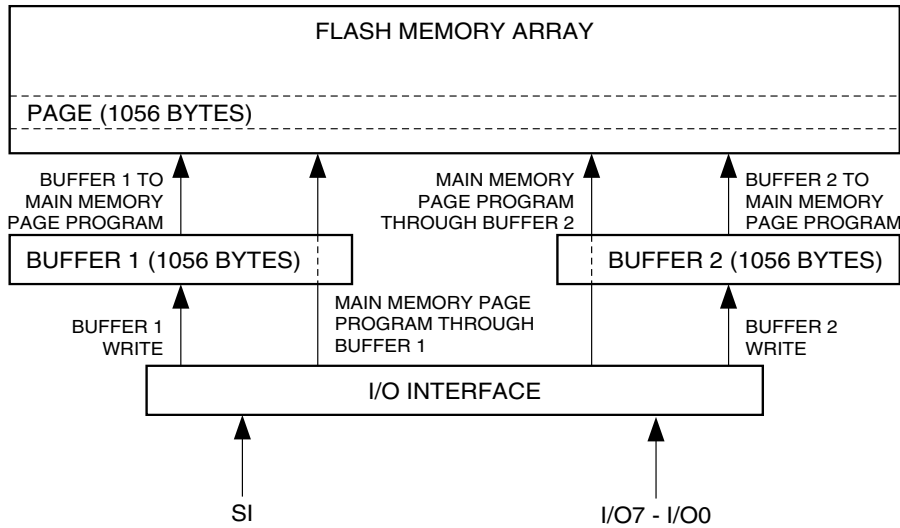 FLASH MEMORY ARRAY
PAGE (1056 BYTES)
BUFFER 1 TO
MAIN MEMORY
PAGE PROGRAM
MAIN MEMORY
PAGE PROGRAM
THROUGH BUFFER 2
BUFFER 2 TO
MAIN MEMORY
PAGE PROGRAM
BUFFER 1 (1056 BYTES)
BUFFER 2 (1056 BYTES)
BUFFER 1
WRITE
MAIN MEMORY PAGE
PROGRAM THROUGH
BUFFER 1
BUFFER 2
WRITE
I/O INTERFACE
SI
I/O7 - I/O0